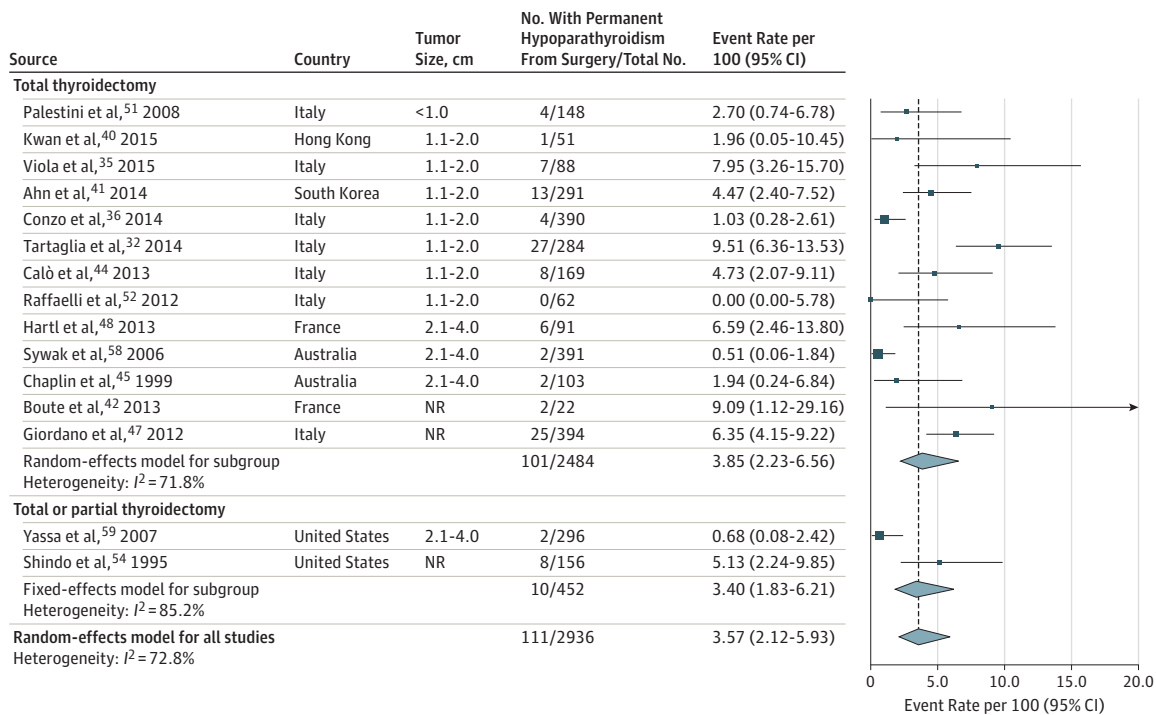 Source Country Tumor Size, cm No. With Permanent Hypoparathyroidism From Surgery/Total No. Event Rate per 100 (95% CI)
Total thyroidectomy
Palestini et al,51 2008 Italy <1.0 4/148 2.70 (0.74-6.78)
Kwan et al,40 2015 Hong Kong 1.1-2.0 1/51 1.96 (0.05-10.45)
Viola et al,35 2015 Italy 1.1-2.0 7/88 7.95 (3.26-15.70)
Ahn et al,41 2014 South Korea 1.1-2.0 13/291 4.47 (2.40-7.52)
Conzo et al,36 2014 Italy 1.1-2.0 4/390 1.03 (0.28-2.61)
Tartaglia et al,32 2014 Italy 1.1-2.0 27/284 9.51 (6.36-13.53)
Calò et al,44 2013 Italy 1.1-2.0 8/169 4.73 (2.07-9.11)
Raffaelli et al,52 2012 Italy 1.1-2.0 0/62 0.00 (0.00-5.78)
Hartl et al,48 2013 France 2.1-4.0 6/91 6.59 (2.46-13.80)
Sywak et al,58 2006 Australia 2.1-4.0 2/391 0.51 (0.06-1.84)
Chaplin et al,45 1999 Australia 2.1-4.0 2/103 1.94 (0.24-6.84)
Boute et al,42 2013 France NR 2/22 9.09 (1.12-29.16)
Giordano et al,47 2012 Italy NR 25/394 6.35 (4.15-9.22)
Random-effects model for subgroup 101/2484 3.85 (2.23-6.56)
Heterogeneity: I2 = 71.8%
Total or partial thyroidectomy
Yassa et al,59 2007 United States 2.1-4.0 2/296 0.68 (0.08-2.42)
Shindo et al,54 1995 United States NR 8/156 5.13 (2.24-9.85)
Fixed-effects model for subgroup 10/452 3.40 (1.83-6.21)
Heterogeneity: I2 = 85.2%
Random-effects model for all studies 111/2936 3.57 (2.12-5.93)
Heterogeneity: I2 = 72.8%
0 5.0 10.0 15.0 20.0
Event Rate per 100 (95% CI)